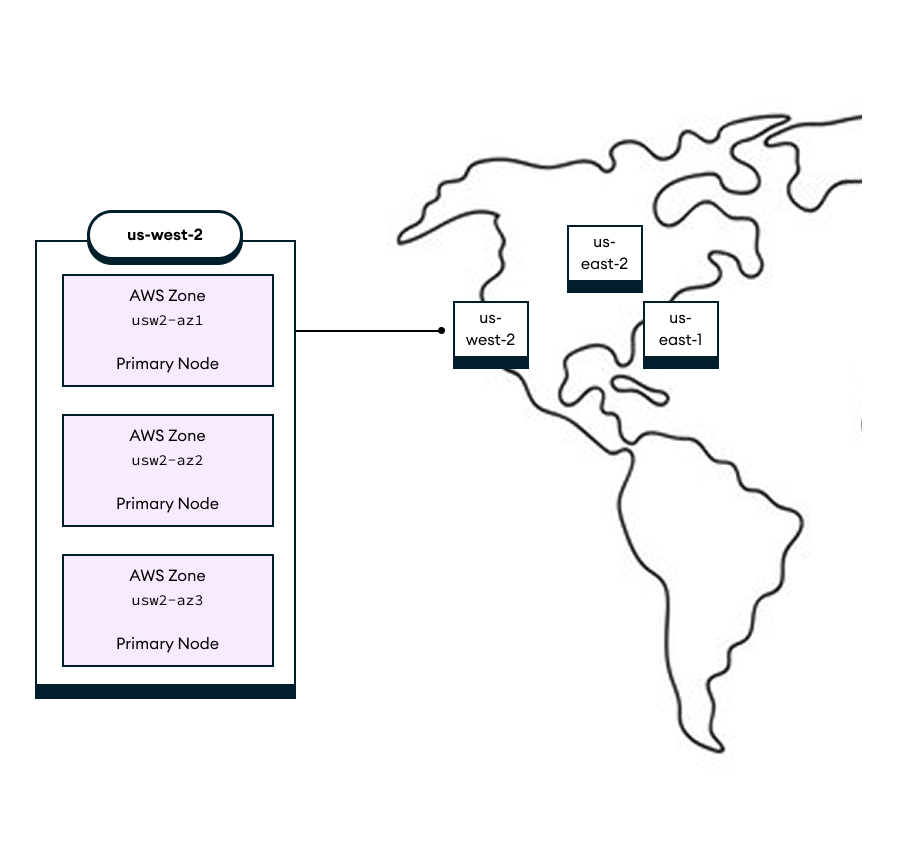 us-west-2
AWS Zone
usw2-az1
Primary Node
AWS Zone
usw2-az2
Primary Node
AWS Zone
usw2-az3
Primary Node
us-
east-2
us-
west-2
us-
east-1